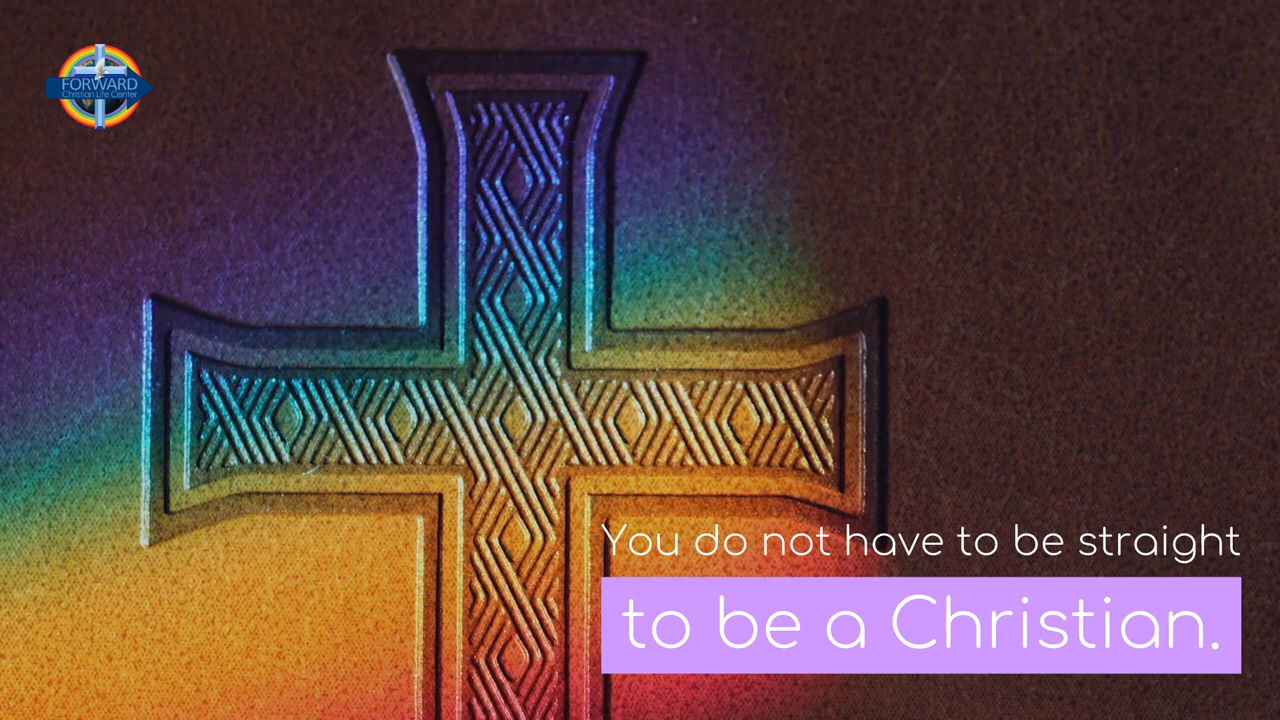 FORWARD
Christian Life Center
You do not have to be straight
to be a Christian.